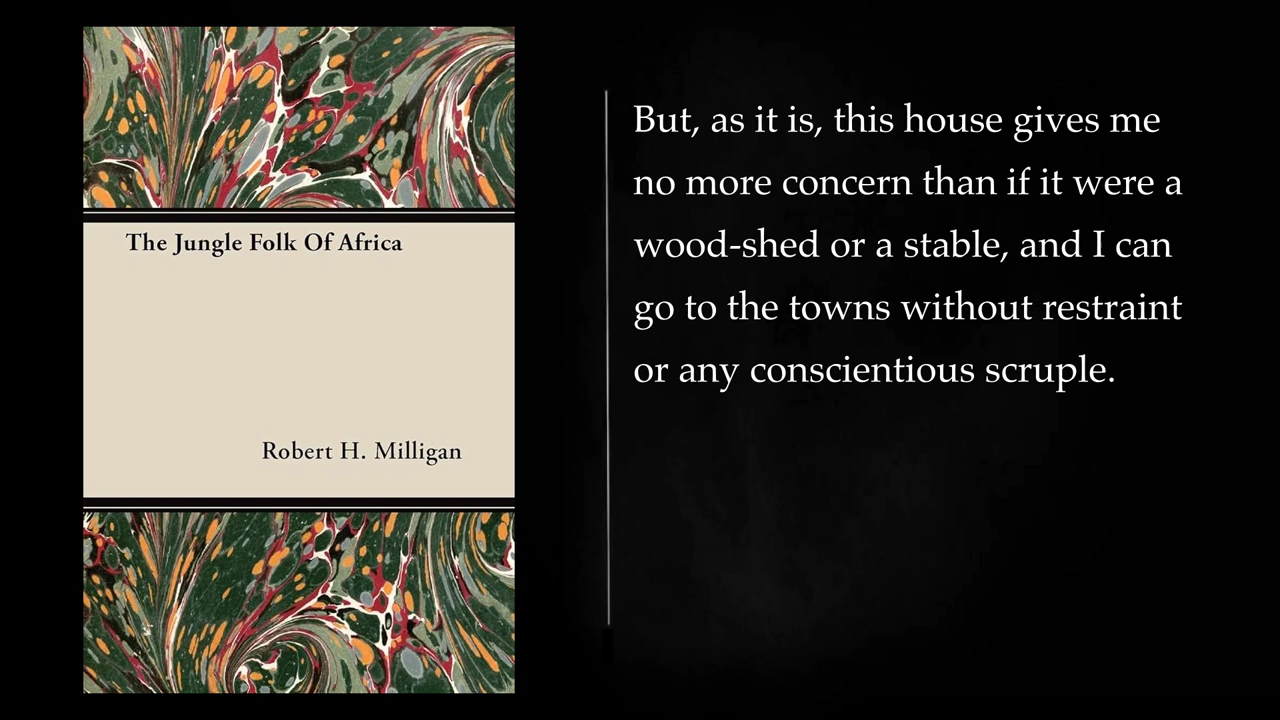 The Jungle Folk Of Africa
Robert H. Milligan
But, as it is, this house gives me
no more concern than if it were a
wood-shed or a stable, and I can
go to the towns without restraint
or any conscientious scruple.